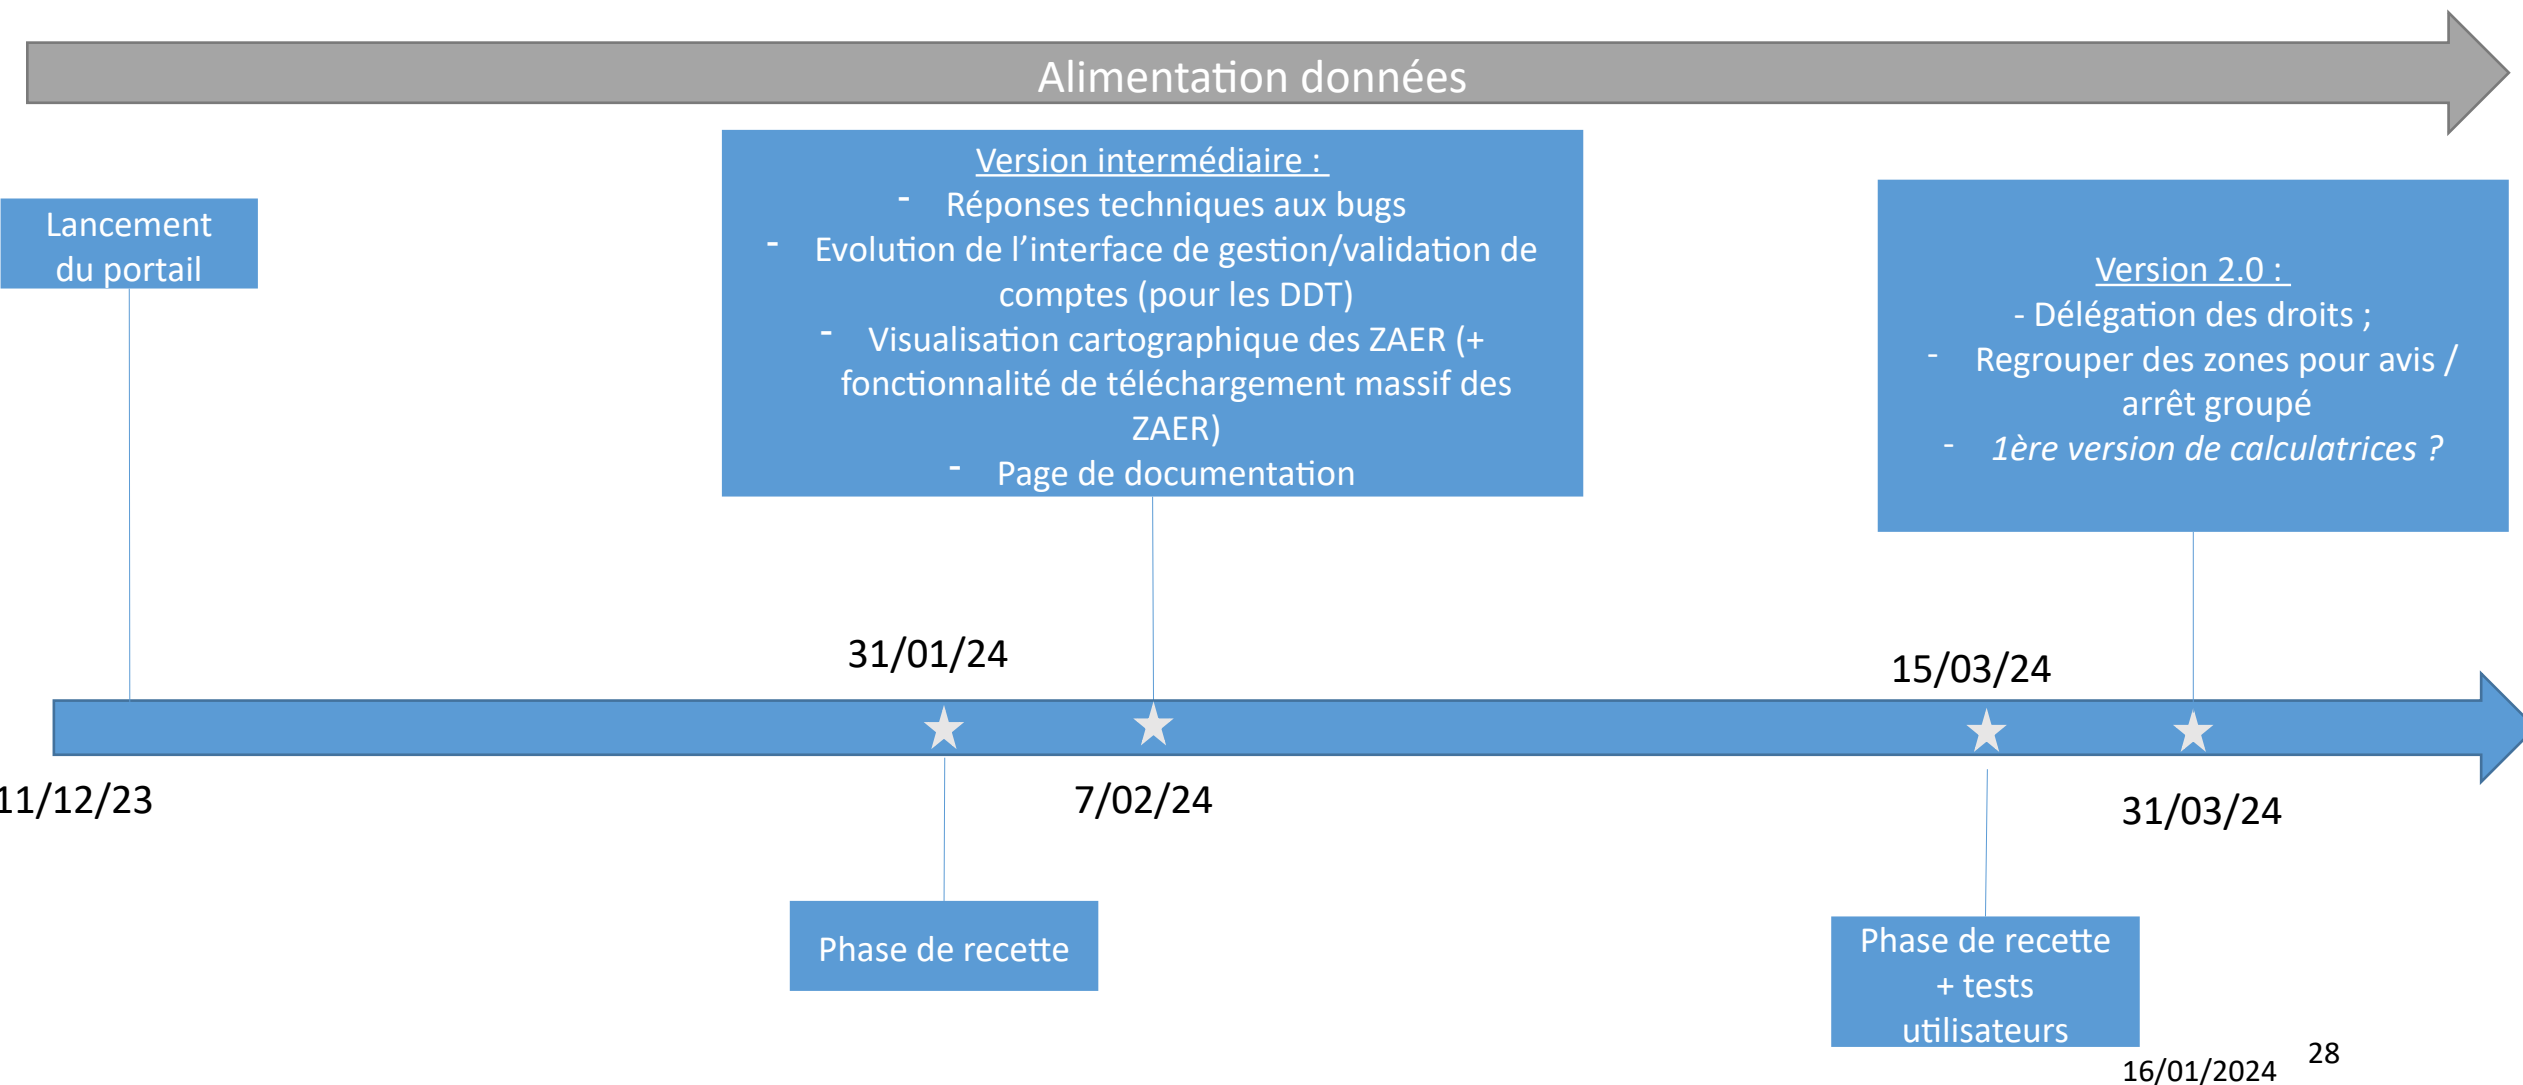 Alimentation données
Lancement
du portail
Version intermédiaire :
- Réponses techniques aux bugs
- Evolution de l’interface de gestion/validation de
comptes (pour les DDT)
- Visualisation cartographique des ZAER (+
fonctionnalité de téléchargement massif des
ZAER)
- Page de documentation
Version 2.0 :
- Délégation des droits ;
- Regrouper des zones pour avis /
arrêt groupé
- 1ère version de calculatrices ?
31/01/24
15/03/24
11/12/23
7/02/24
31/03/24
Phase de recette
Phase de recette
+ tests
utilisateurs
16/01/2024
28